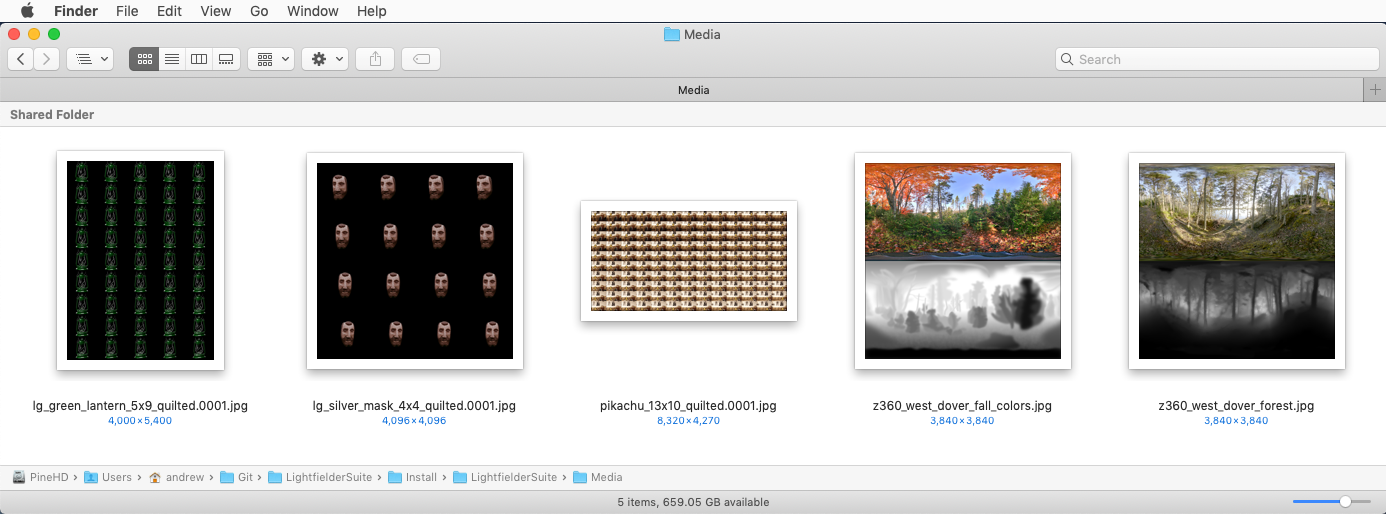 Finder File Edit View Go Window Help
Media
Search
Media
Shared Folder
lg_green_lantern_5x9_quilted.0001.jpg
4,000×5,400
lg_silver_mask_4x4_quilted.0001.jpg
4,096×4,096
pikachu_13x10_quilted.0001.jpg
8,320×4,270
z360_west_dover_fall_colors.jpg
3,840×3,840
z360_west_dover_forest.jpg
3,840×3,840
PineHD › Users › andrew › Git › LightfielderSuite › Install › LightfielderSuite › Media
5 items, 659.05 GB available